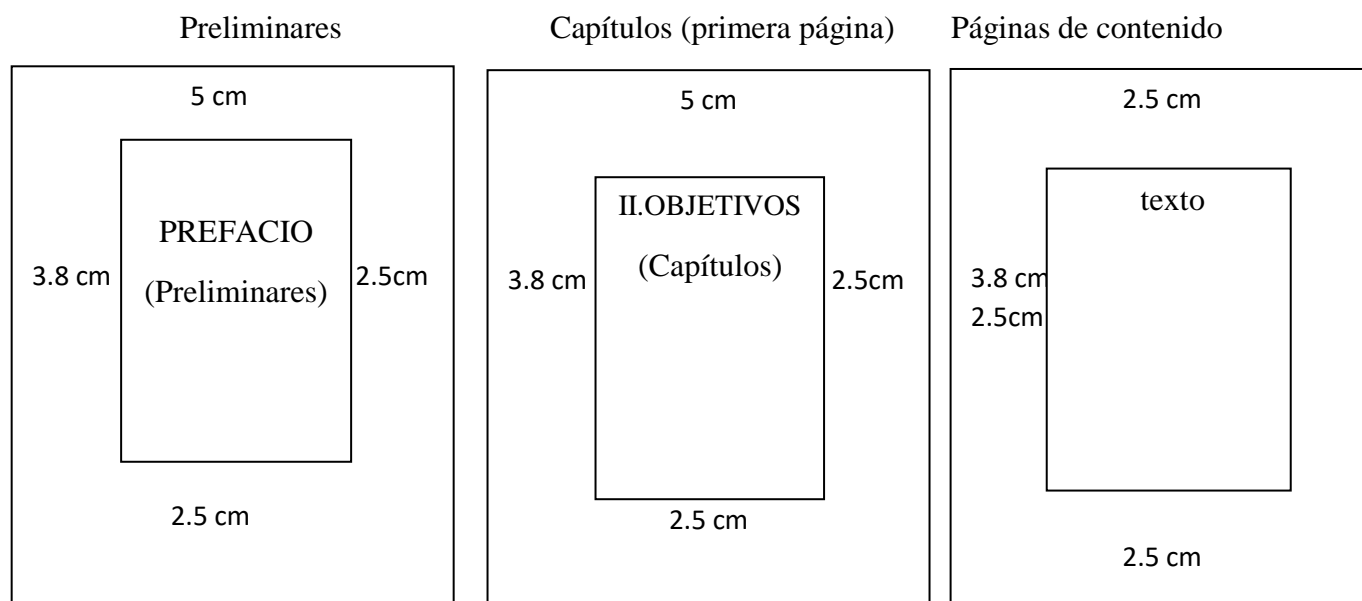 Preliminares
Capítulos (primera página)
Páginas de contenido
5 cm
PREFACIO
(Preliminares)
3.8 cm
2.5cm
2.5 cm
5 cm
II.OBJETIVOS
(Capítulos)
3.8 cm
2.5cm
2.5 cm
2.5 cm
texto
3.8 cm
2.5cm
2.5 cm